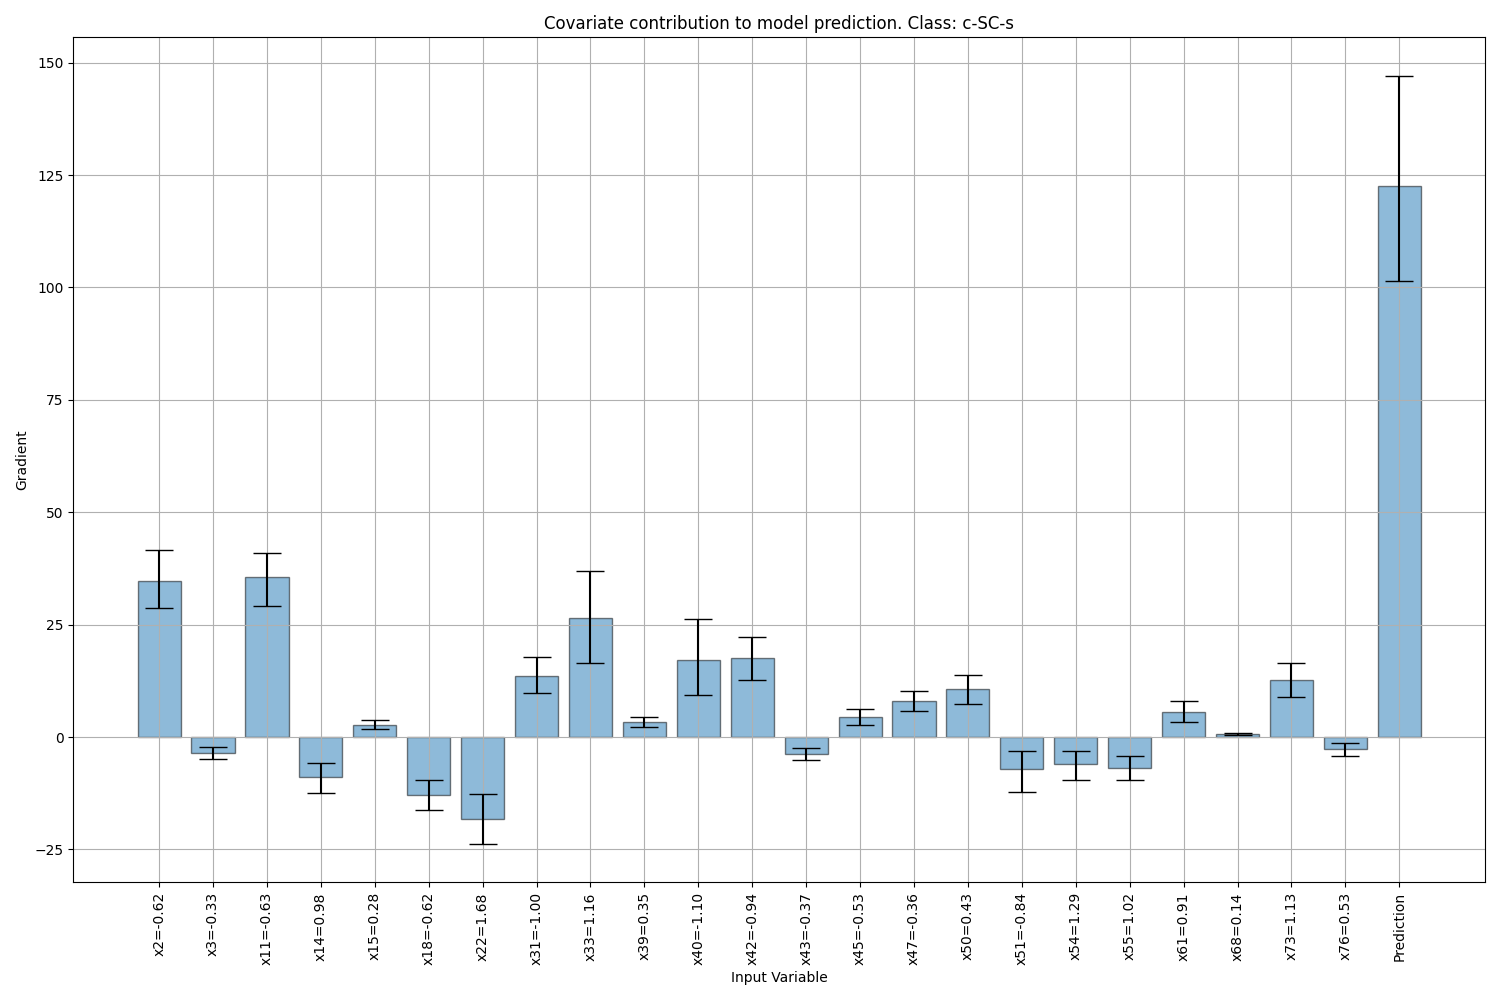 Covariate contribution to model prediction. Class: c-SC-s
Gradient
150
125
100
75
50
25
0
−25
x2=-0.62
x3=-0.33
x11=-0.63
x14=0.98
x15=0.28
x18=-0.62
x22=1.68
x31=-1.00
x33=1.16
x39=0.35
x40=-1.10
x42=-0.94
x43=-0.37
x45=-0.53
x47=-0.36
x50=0.43
x51=-0.84
x54=1.29
x55=-1.02
x61=0.91
x68=0.14
x73=1.13
x76=0.53
Prediction
Input Variable